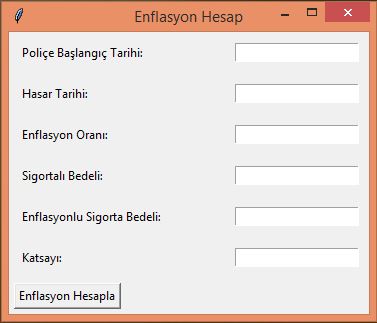 Enflasyon Hesap
Poliçe Başlangıç Tarihi:
Hasar Tarihi:
Enflasyon Oranı:
Sigortalı Bedeli:
Enflasyonlu Sigorta Bedeli:
Katsayı:
Enflasyon Hesapla